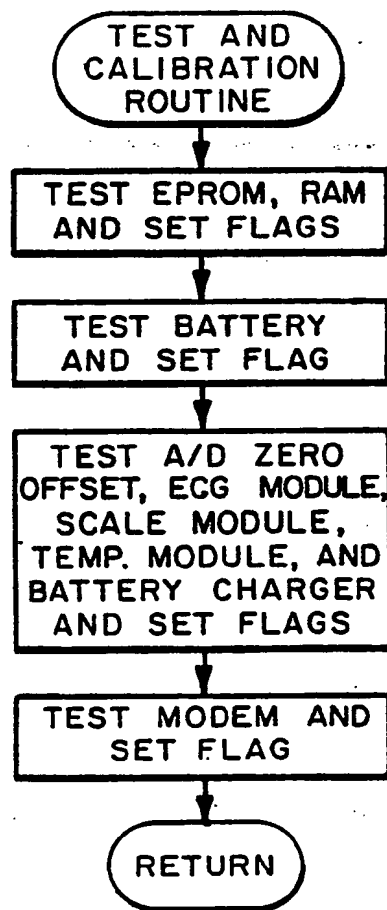 TEST AND
CALIBRATION
ROUTINE
TEST EPROM, RAM
AND SET FLAGS
TEST BATTERY
AND SET FLAG
TEST A/D ZERO
OFFSET, ECG MODULE,
SCALE MODULE,
TEMP. MODULE, AND
BATTERY CHARGER
AND SET FLAGS
TEST MODEM AND
SET FLAG
RETURN